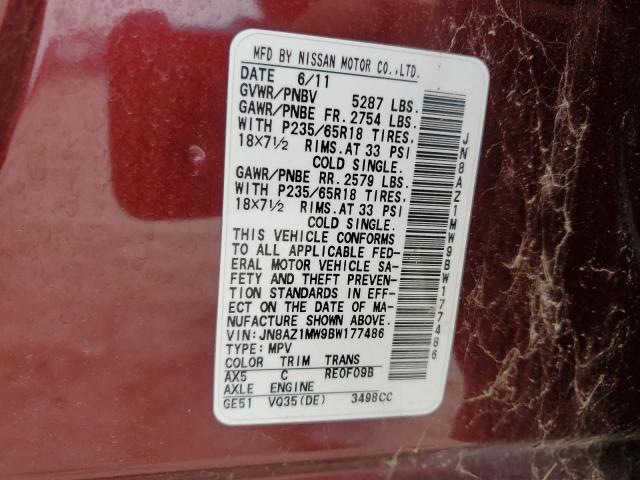 MFD BY NISSAN MOTOR CO.,LTD.
DATE 6/11
GVWR/PNBV 5287 LBS.
GAWR/PNBE FR. 2754 LBS.
WITH P235/65R18 TIRES,
18×7½ RIMS.AT 33 PSI
COLD SINGLE.
GAWR/PNBE RR. 2579 LBS.
WITH P235/65R18 TIRES,
18×7½ RIMS.AT 33 PSI
COLD SINGLE.
THIS VEHICLE CONFORMS
TO ALL APPLICABLE FED-
ERAL MOTOR VEHICLE SA-
FETY AND THEFT PREVEN-
TION STANDARDS IN EFF-
ECT ON THE DATE OF MA-
NUFACTURE SHOWN ABOVE.
VIN:JN8AZ1MW9BW177486
TYPE:MPV
COLOR TRIM TRANS
AX5 C RE0F09B
AXLE ENGINE
GE51 VQ35(DE) 3498CC
JN8AZ1MW9BW177486